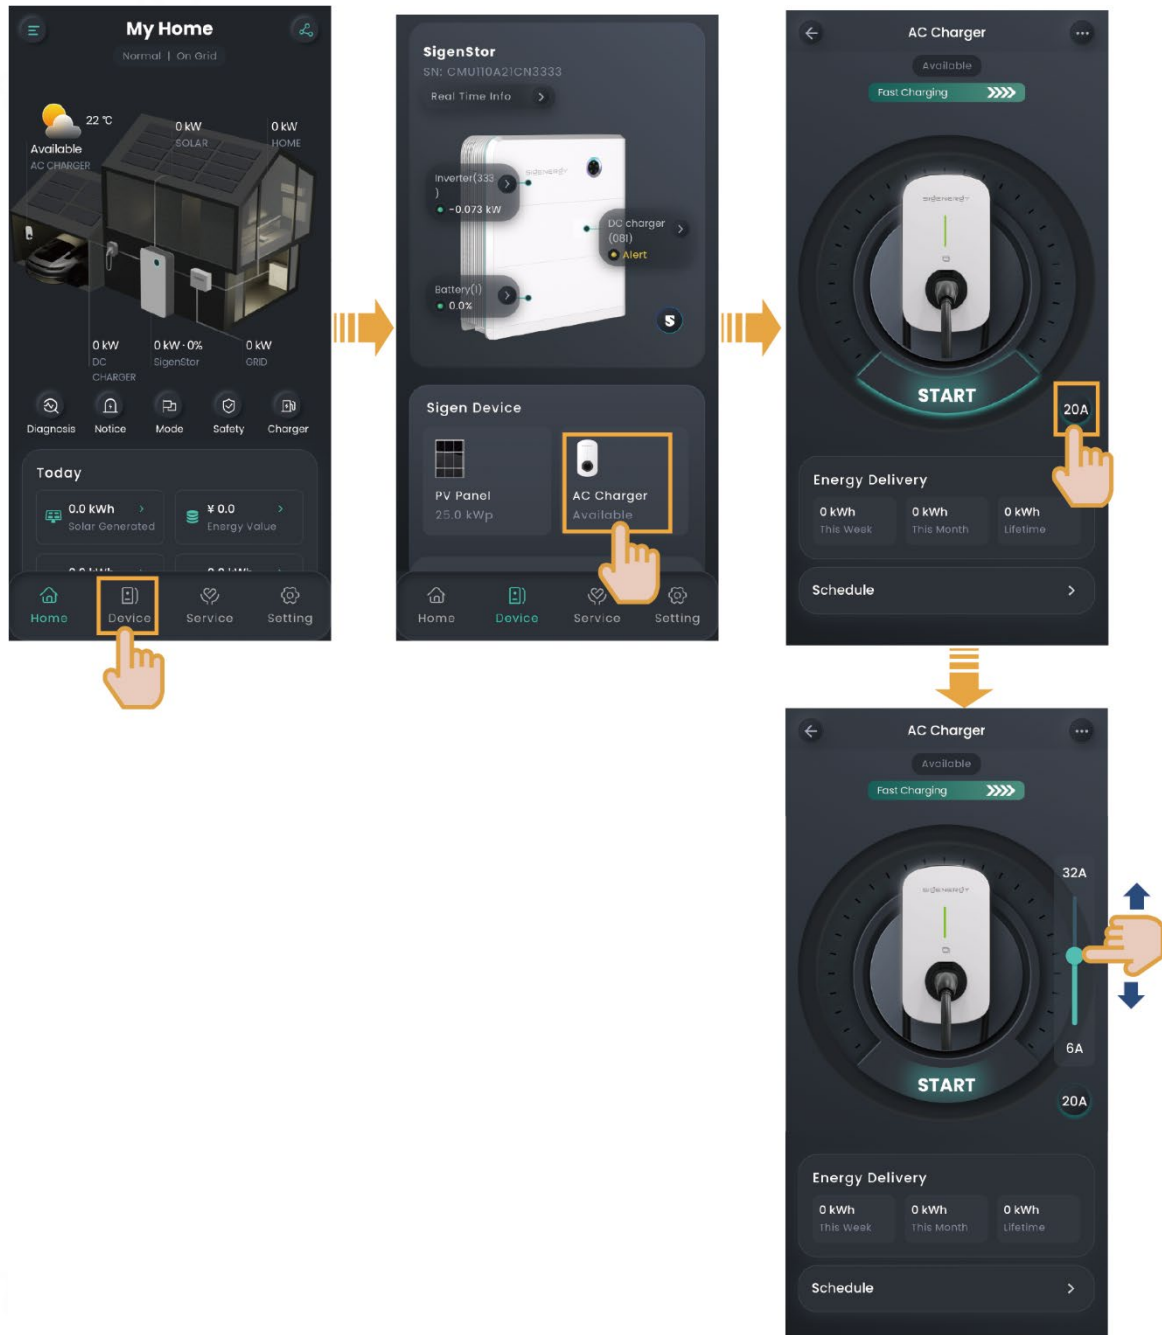 My Home
Normal | On Grid
22 ℃
Available
AC CHARGER
0 kW
SOLAR
0 kW
HOME
0 kW
DC
CHARGER
0 kW · 0%
SigenStor
0 kW
GRID
Diagnosis
Notice
Mode
Safety
Charger
Today
0.0 kWh
Solar Generated
¥ 0.0
Energy Value
Home
Device
Service
Setting
SigenStor
SN: CMU110A21CN3333
Real Time Info
SIGENERGY
Inverter(333
)
-0.073 kW
DC charger
(081)
Alert
Battery(1)
0.0%
Sigen Device
PV Panel
25.0 kWp
AC Charger
Available
Home
Device
Service
Setting
AC Charger
Available
Fast Charging
SIGENERGY
START
20A
Energy Delivery
0 kWh
This Week
0 kWh
This Month
0 kWh
Lifetime
Schedule
AC Charger
Available
Fast Charging
32A
SIGENERGY
6A
START
20A
Energy Delivery
0 kWh
This Week
0 kWh
This Month
0 kWh
Lifetime
Schedule